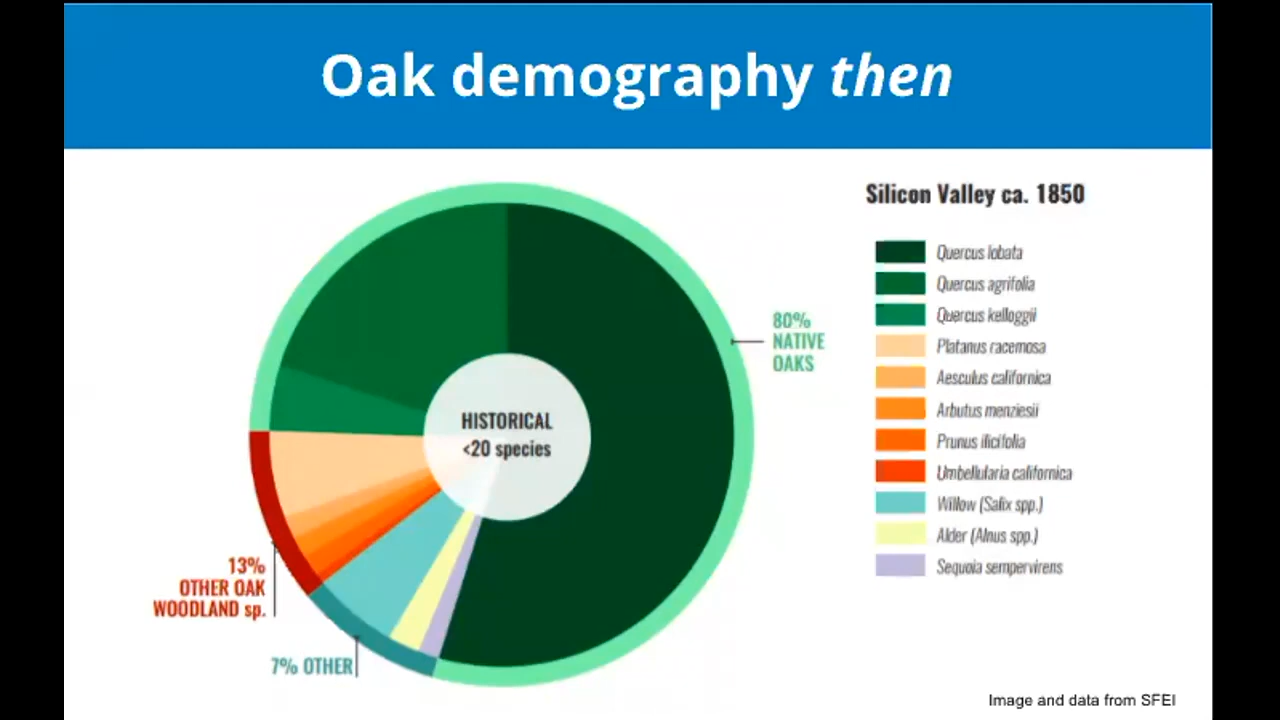 Oak demography then
Silicon Valley ca. 1850
Quercus lobata
Quercus agrifolia
Quercus kelloggii
Platanus racemosa
Aesculus californica
Arbutus menziesii
Prunus ilicifolia
Umbellularia californica
Willow (Salix spp.)
Alder (Alnus spp.)
Sequoia sempervirens
80%
NATIVE
OAKS
HISTORICAL
<20 species
13%
OTHER OAK
WOODLAND sp.
7% OTHER
Image and data from SFEI